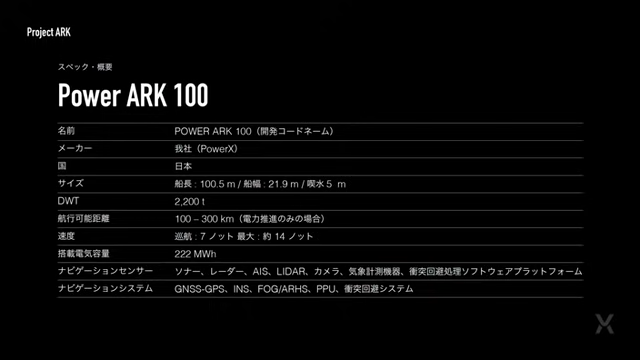 Project ARK
スペック・概要
Power ARK 100
名前 POWER ARK 100（開発コードネーム）
メーカー 我社（PowerX）
国 日本
サイズ 船長 : 100.5 m / 船幅 : 21.9 m / 喫水 5 m
DWT 2,200 t
航行可能距離 100 – 300 km（電力推進のみの場合）
速度 巡航 : 7 ノット 最大 : 約 14 ノット
搭載電気容量 222 MWh
ナビゲーションセンサー ソナー、レーダー、AIS、LIDAR、カメラ、気象計測機器、衝突回避処理ソフトウェアプラットフォーム
ナビゲーションシステム GNSS-GPS、INS、FOG/ARHS、PPU、衝突回避システム
X